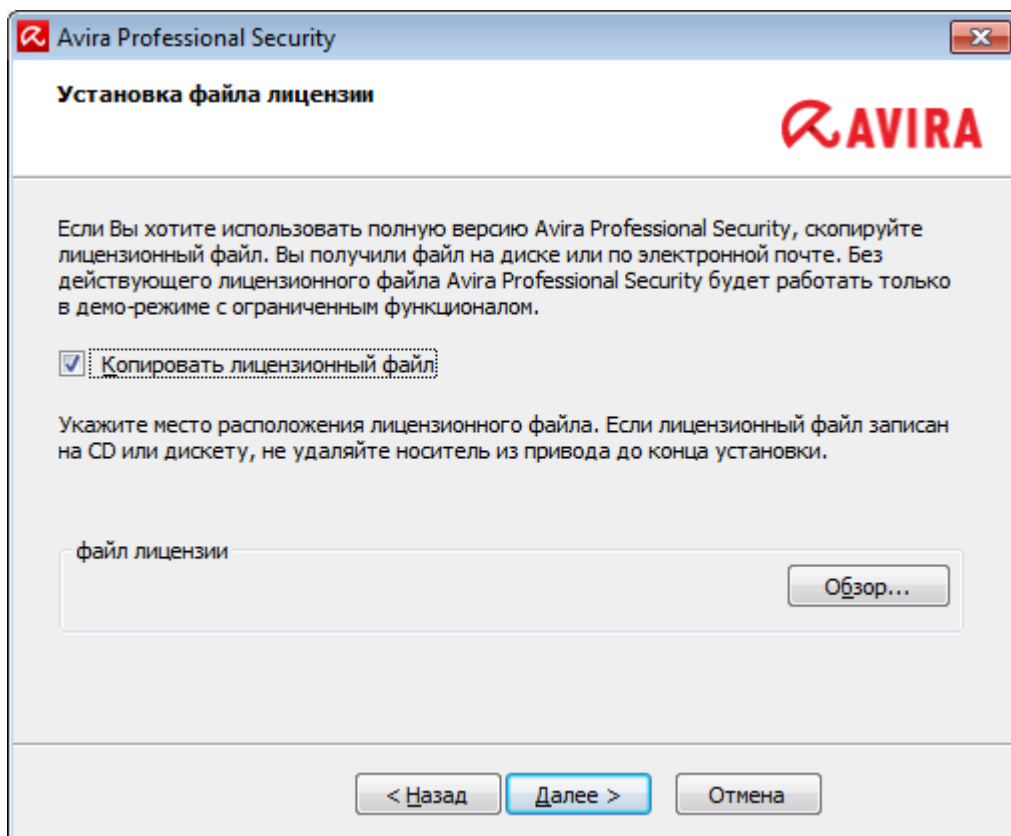 Avira Professional Security
Установка файла лицензии
AVIRA
Если Вы хотите использовать полную версию Avira Professional Security, скопируйте
лицензионный файл. Вы получили файл на диске или по электронной почте. Без
действующего лицензионного файла Avira Professional Security будет работать только
в демо-режиме с ограниченным функционалом.
Копировать лицензионный файл
Укажите место расположения лицензионного файла. Если лицензионный файл записан
на CD или дискету, не удаляйте носитель из привода до конца установки.
файл лицензии
Обзор...
< Назад
Далее >
Отмена